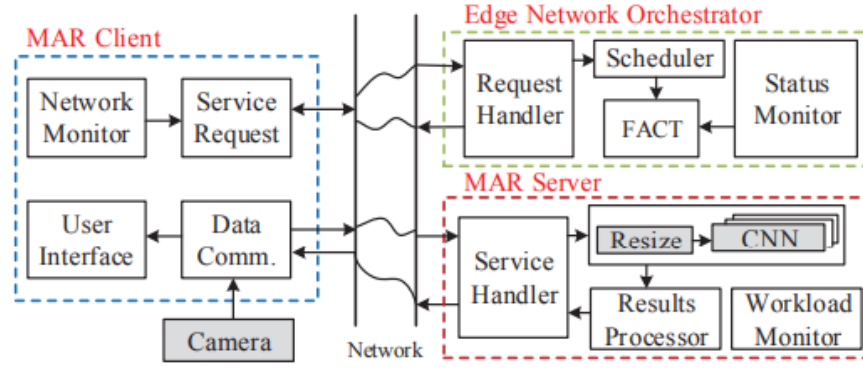 MAR Client
Network
Monitor
Service
Request
User
Interface
Data
Comm.
Camera
Network
Edge Network Orchestrator
Request
Handler
Scheduler
FACT
Status
Monitor
MAR Server
Service
Handler
Resize
CNN
Results
Processor
Workload
Monitor